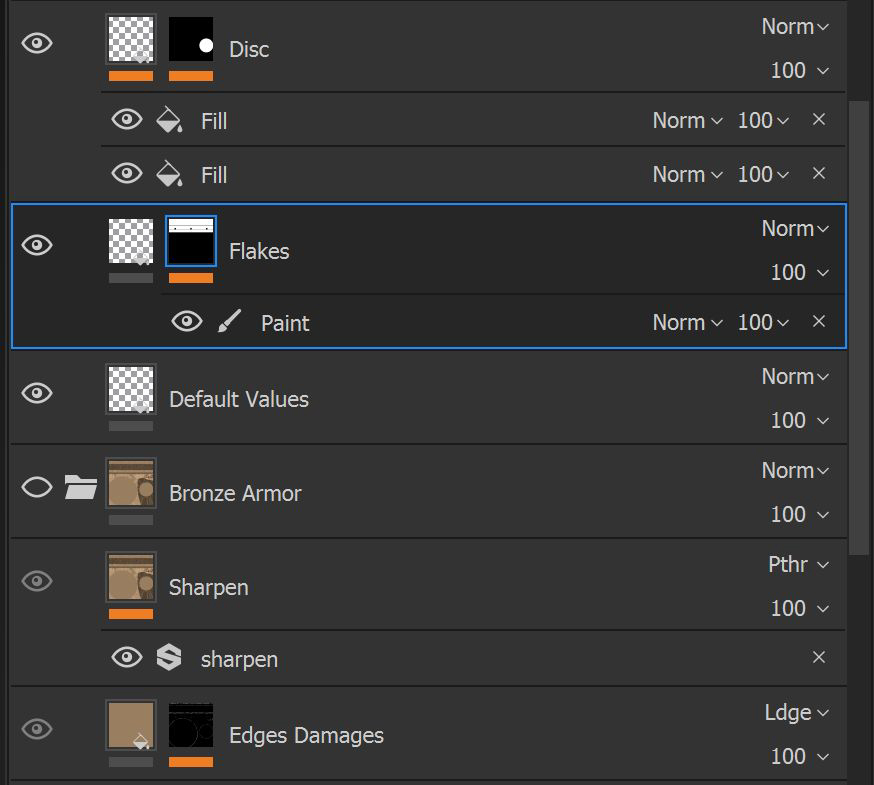 Norm
Disc
100
Fill Norm 100
Fill Norm 100
Norm
Flakes
100
Paint Norm 100
Norm
Default Values
100
Norm
Bronze Armor
100
Pthr
Sharpen
100
sharpen
Ldge
Edges Damages
100